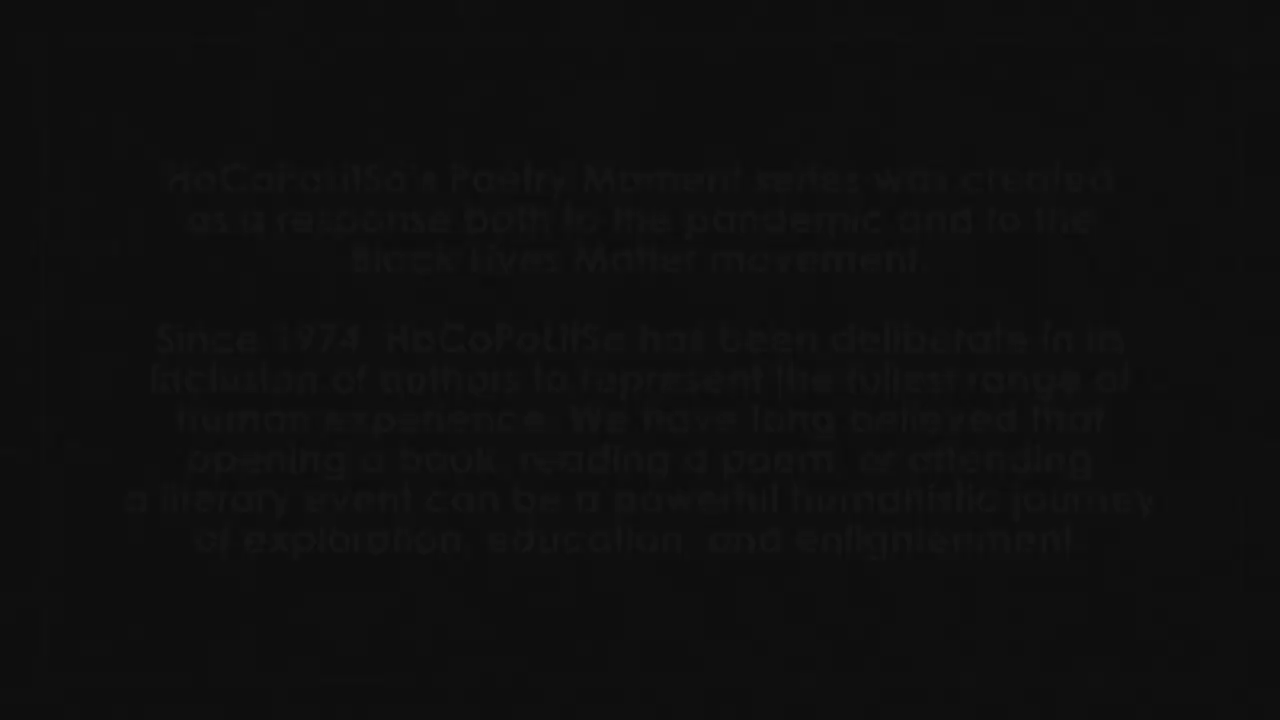 HoCoPoLitSo's Poetry Moment series was created
as a response both to the pandemic and to the
Black Lives Matter movement.
Since 1974, HoCoPoLitSo has been deliberate in its
inclusion of authors to represent the fullest range of
human experience. We have long believed that
opening a book, reading a poem, or attending
a literary event can be a powerful humanistic journey
of exploration, education, and enlightenment.